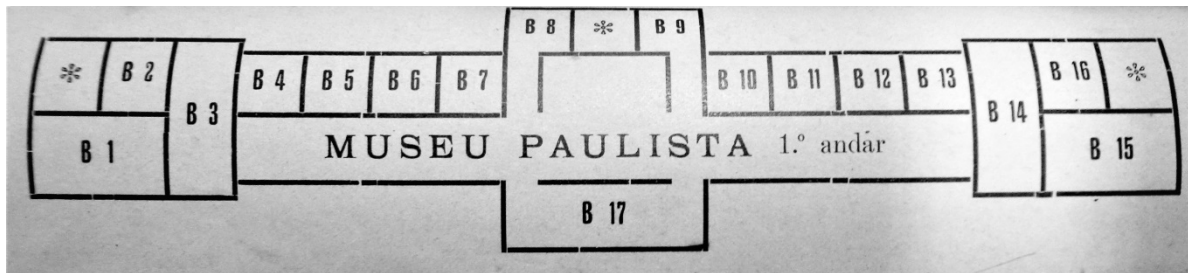 B 8 * B 9
* B 2 B 3 B 4 B 5 B 6 B 7 B 10 B 11 B 12 B 13 B 14 B 16 *
B 1 MUSEU PAULISTA 1.º andár B 15
B 17